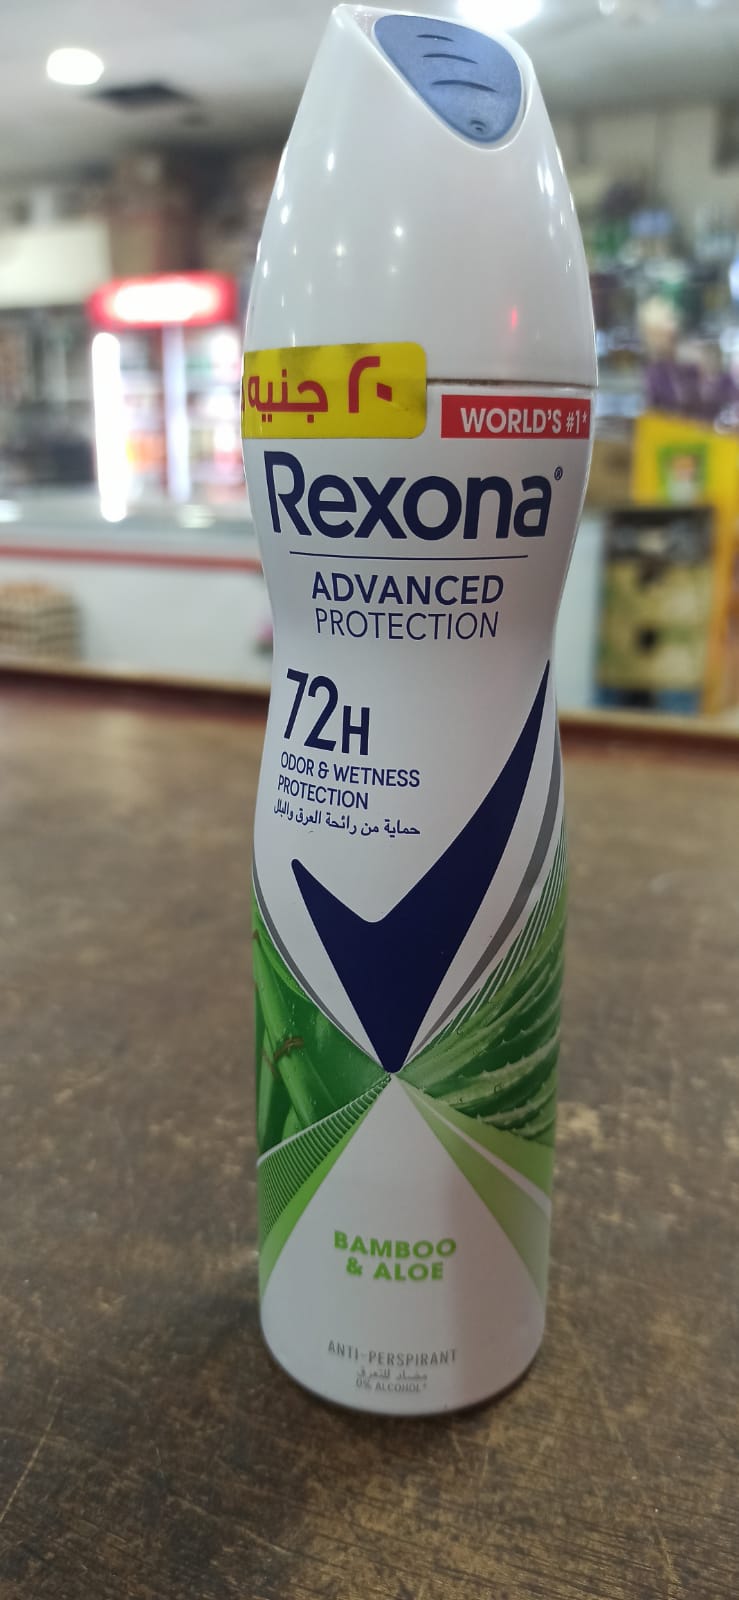 ٢٠ جنيه
WORLD'S #1*
Rexona®
ADVANCED
PROTECTION
72H
ODOR & WETNESS
PROTECTION
حماية من رائحة العرق والبلل
BAMBOO
& ALOE
ANTI-PERSPIRANT
مضاد للتعرق
0% ALCOHOL*